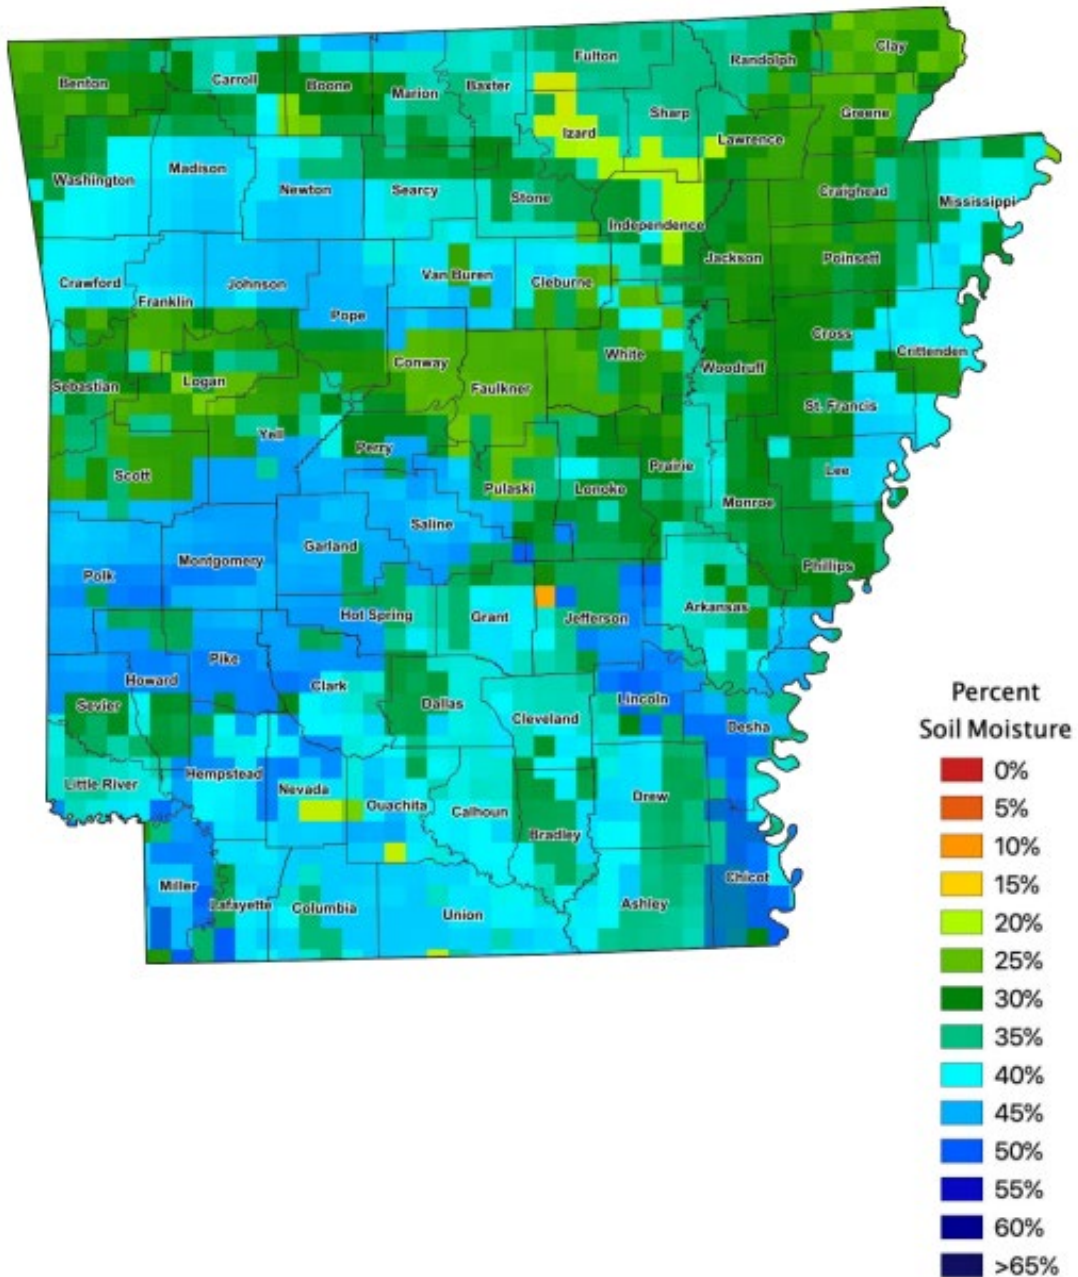 Clay
Fulton
Randolph
Benton
Carroll
Boone
Marion
Baxter
Sharp
Greene
Izard
Lawrence
Madison
Washington
Newton
Searcy
Stone
Craighead
Mississippi
Independence
Jackson
Poinsett
Crawford
Johnson
Van Buren
Cleburne
Franklin
Pope
Cross
Conway
White
Woodruff
Crittenden
Sebastian
Logan
Faulkner
St. Francis
Yell
Perry
Scott
Pulaski
Lonoke
Prairie
Lee
Monroe
Saline
Garland
Montgomery
Polk
Phillips
Hot Spring
Grant
Jefferson
Arkansas
Pike
Howard
Clark
Sevier
Dallas
Cleveland
Lincoln
Desha
Little River
Hempstead
Nevada
Ouachita
Calhoun
Drew
Bradley
Miller
Lafayette
Columbia
Union
Ashley
Chicot
Percent
Soil Moisture
0%
5%
10%
15%
20%
25%
30%
35%
40%
45%
50%
55%
60%
>65%